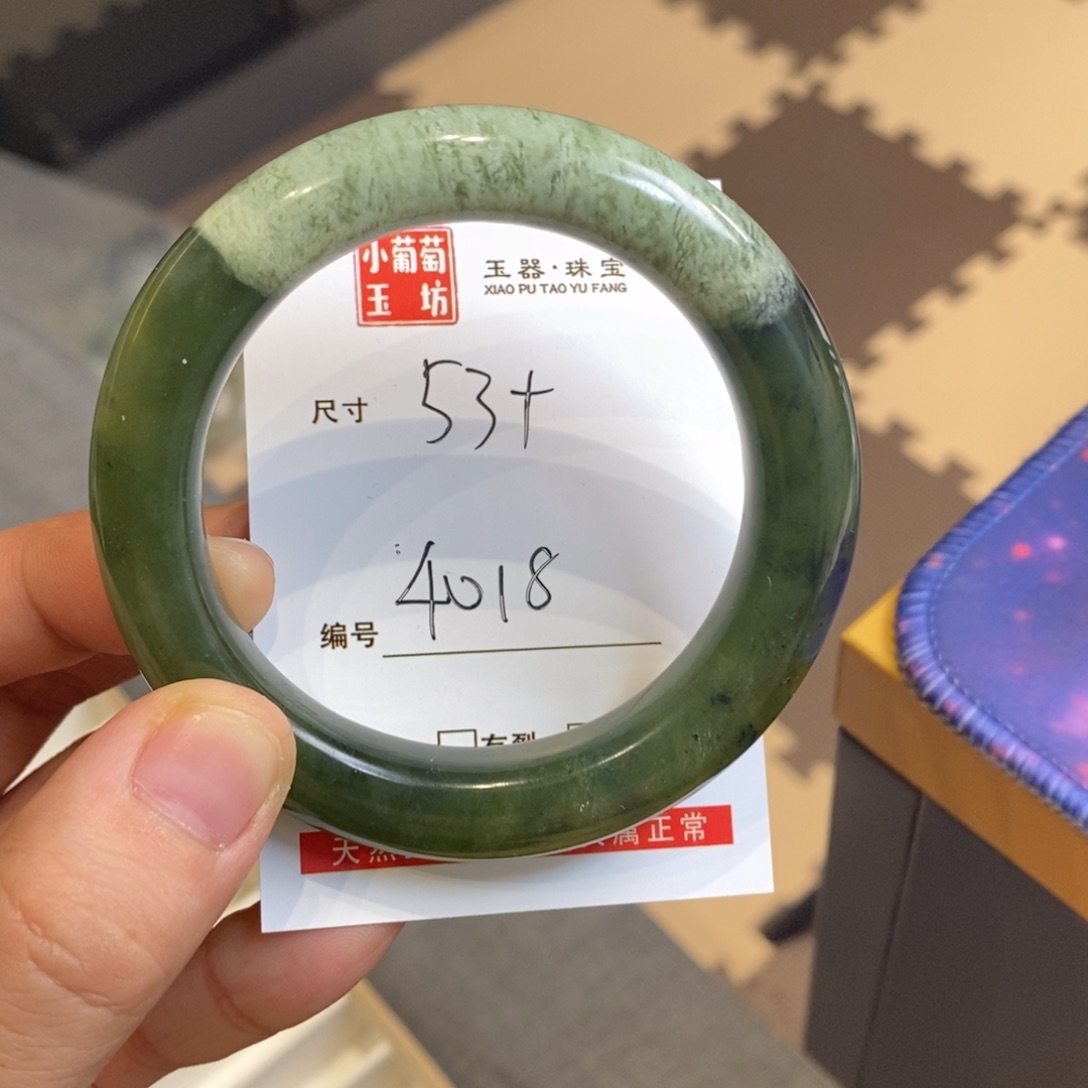 小葡萄
玉坊
玉器·珠宝
XIAO PU TAO YU FANG
尺寸 53+
编号 4018
属正常